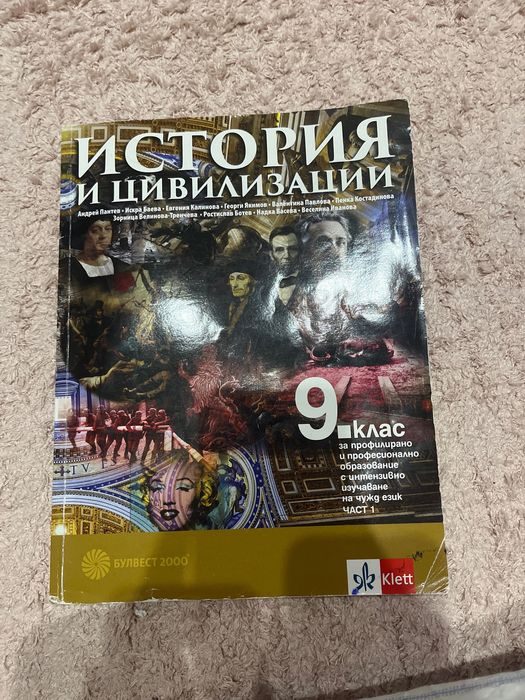 ИСТОРИЯ
И ЦИВИЛИЗАЦИИ
Андрей Пантев • Искра Баева • Евгения Калинова • Георги Якимов • Валентина Павлова • Пенка Костадинова
Зорница Велинова-Тренчева • Ростислав Ботев • Надка Васева • Веселина Иванова
9. клас
за профилирано
и професионално
образование
с интензивно
изучаване
на чужд език
ЧАСТ 1
БУЛВЕСТ 2000
Klett